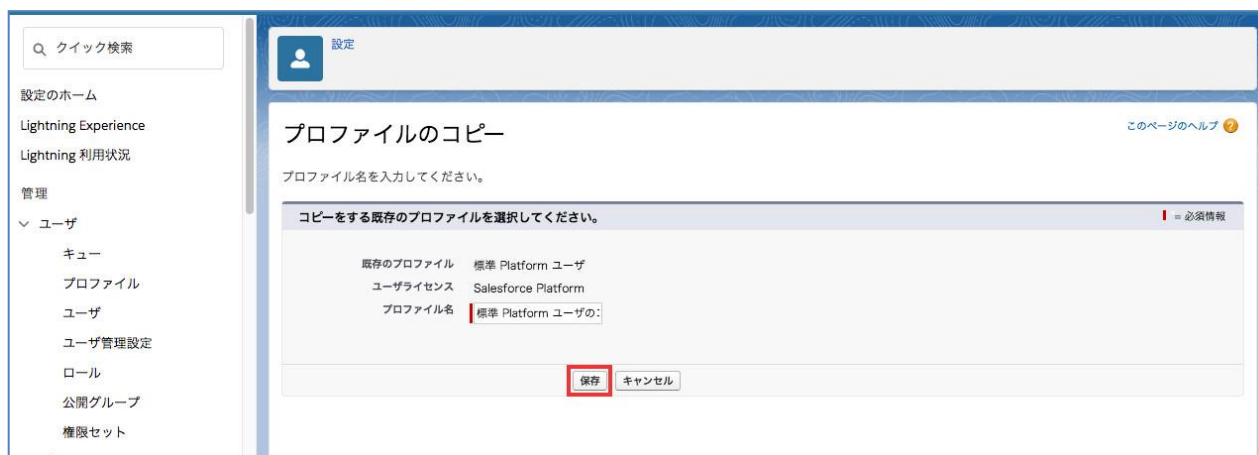 クイック検索
設定のホーム
Lightning Experience
Lightning 利用状況
管理
ユーザ
キュー
プロファイル
ユーザ
ユーザ管理設定
ロール
公開グループ
権限セット
設定
プロファイルのコピー
このページのヘルプ
プロファイル名を入力してください。
コピーをする既存のプロファイルを選択してください。
= 必須情報
既存のプロファイル 標準 Platform ユーザ
ユーザライセンス Salesforce Platform
プロファイル名 標準 Platform ユーザの
保存 キャンセル